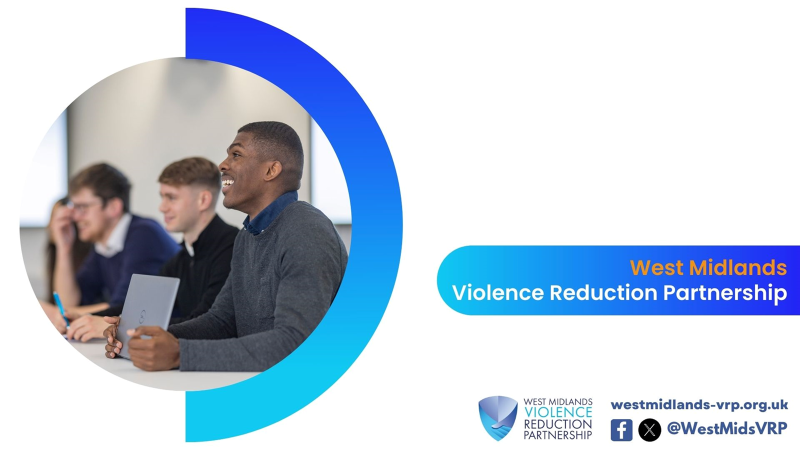 West Midlands
Violence Reduction Partnership
WEST MIDLANDS
VIOLENCE
REDUCTION
PARTNERSHIP
westmidlands-vrp.org.uk
@WestMidsVRP